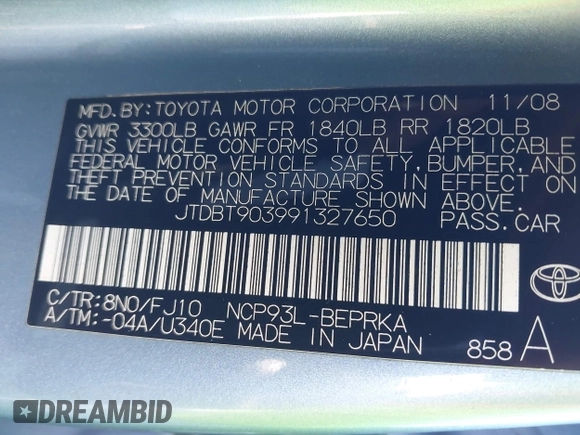 MFD. BY: TOYOTA MOTOR CORPORATION 11/08
GVWR 3300LB GAWR FR 1840LB RR 1820LB
THIS VEHICLE CONFORMS TO ALL APPLICABLE
FEDERAL MOTOR VEHICLE SAFETY, BUMPER, AND
THEFT PREVENTION STANDARDS IN EFFECT ON
THE DATE OF MANUFACTURE SHOWN ABOVE.
JTDBT903991327650 PASS. CAR
C/TR: 8N0/FJ10 NCP93L-BEPRKA
A/TM: -04A/U340E MADE IN JAPAN 858 A
DREAMBID